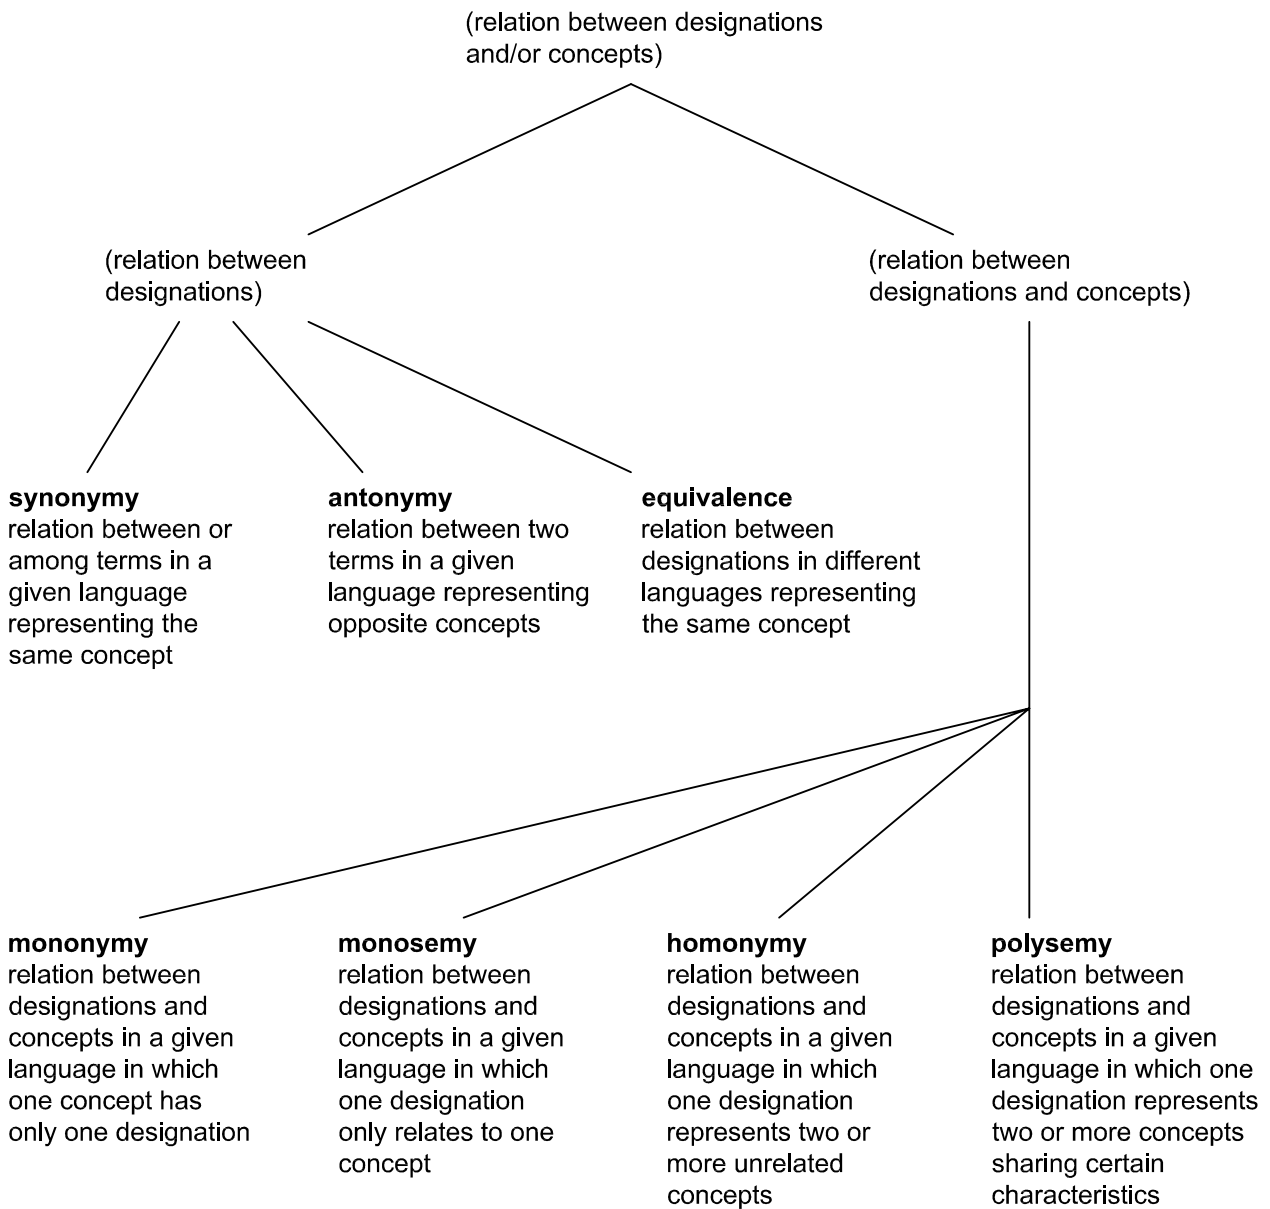 (relation between designations
and/or concepts)
(relation between
designations)
(relation between
designations and concepts)
synonymy
relation between or
among terms in a
given language
representing the
same concept
antonymy
relation between two
terms in a given
language representing
opposite concepts
equivalence
relation between
designations in different
languages representing
the same concept
mononymy
relation between
designations and
concepts in a given
language in which
one concept has
only one designation
monosemy
relation between
designations and
concepts in a given
language in which
one designation
only relates to one
concept
homonymy
relation between
designations and
concepts in a given
language in which
one designation
represents two or
more unrelated
concepts
polysemy
relation between
designations and
concepts in a given
language in which one
designation represents
two or more concepts
sharing certain
characteristics